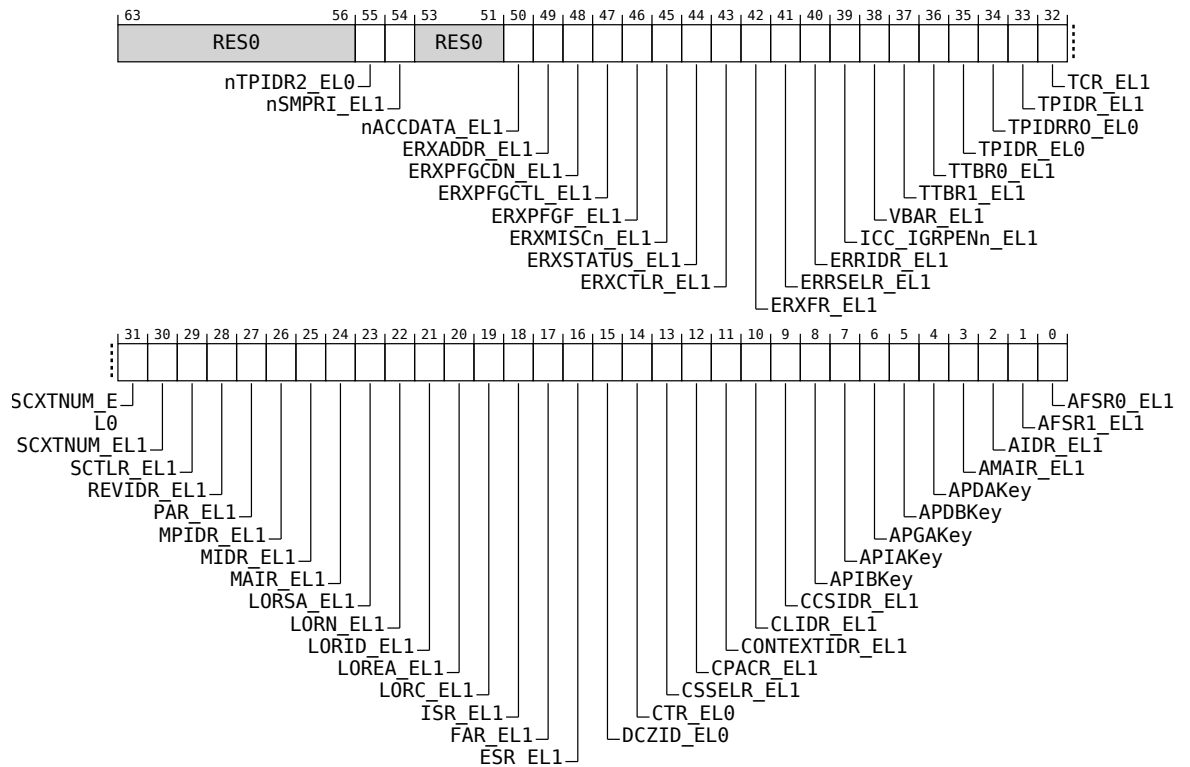 63 56 55 54 53 51 50 49 48 47 46 45 44 43 42 41 40 39 38 37 36 35 34 33 32
RES0 RES0
nTPIDR2_EL0 TCR_EL1
nSMPRI_EL1 TPIDR_EL1
nACCDATA_EL1 TPIDRRO_EL0
ERXADDR_EL1 TPIDR_EL0
ERXPFGCDN_EL1 TTBR0_EL1
ERXPFGCTL_EL1 TTBR1_EL1
ERXPFGF_EL1 VBAR_EL1
ERXMISCn_EL1 ICC_IGRPENn_EL1
ERXSTATUS_EL1 ERRIDR_EL1
ERXCTLR_EL1 ERRSELR_EL1
ERXFR_EL1
31 30 29 28 27 26 25 24 23 22 21 20 19 18 17 16 15 14 13 12 11 10 9 8 7 6 5 4 3 2 1 0
SCXTNUM_E AFSR0_EL1
L0 AFSR1_EL1
SCXTNUM_EL1 AIDR_EL1
SCTLR_EL1 AMAIR_EL1
REVIDR_EL1 APDAKey
PAR_EL1 APDBKey
MPIDR_EL1 APGAKey
MIDR_EL1 APIAKey
MAIR_EL1 APIBKey
LORSA_EL1 CCSIDR_EL1
LORN_EL1 CLIDR_EL1
LORID_EL1 CONTEXTIDR_EL1
LOREA_EL1 CPACR_EL1
LORC_EL1 CSSELR_EL1
ISR_EL1 CTR_EL0
FAR_EL1 DCZID_EL0
ESR_EL1